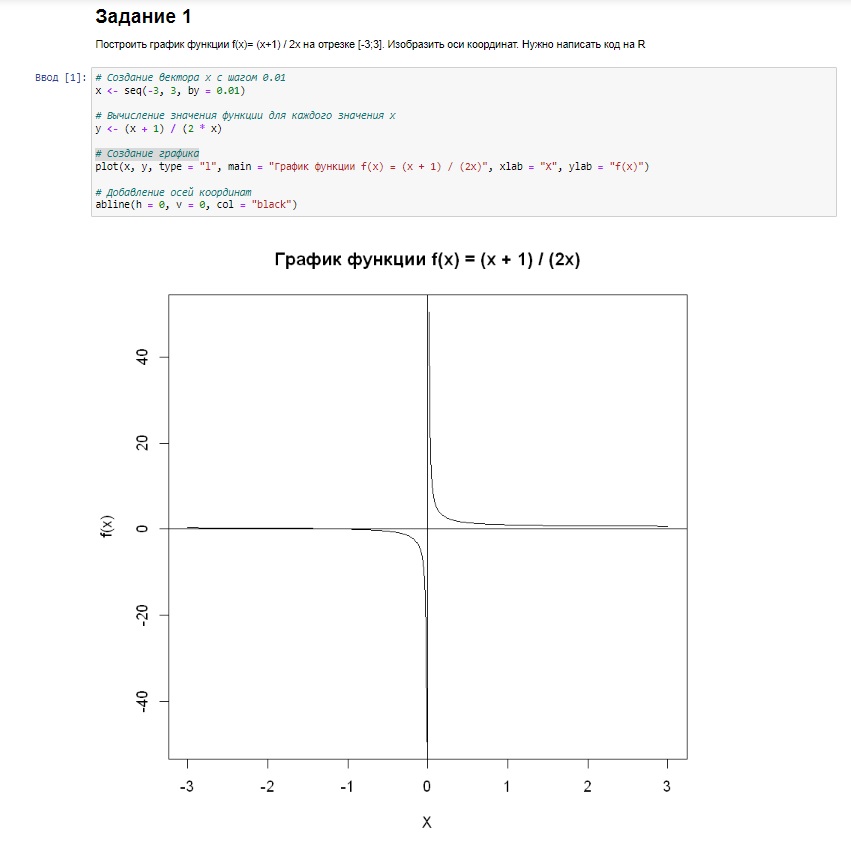 Задание 1
Построить график функции f(x)= (x+1) / 2x на отрезке [-3;3]. Изобразить оси координат. Нужно написать код на R
Ввод [1]:
# Создание вектора x с шагом 0.01
x <- seq(-3, 3, by = 0.01)
# Вычисление значения функции для каждого значения x
y <- (x + 1) / (2 * x)
# Создание графика
plot(x, y, type = "l", main = "График функции f(x) = (x + 1) / (2x)", xlab = "X", ylab = "f(x)")
# Добавление осей координат
abline(h = 0, v = 0, col = "black")
График функции f(x) = (x + 1) / (2x)
40
20
0
-20
-40
f(x)
-3 -2 -1 0 1 2 3
X